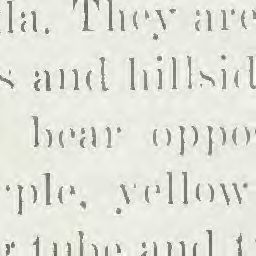 la. They are
s and hillsid
bear oppo
rple, yellow
r tube and t